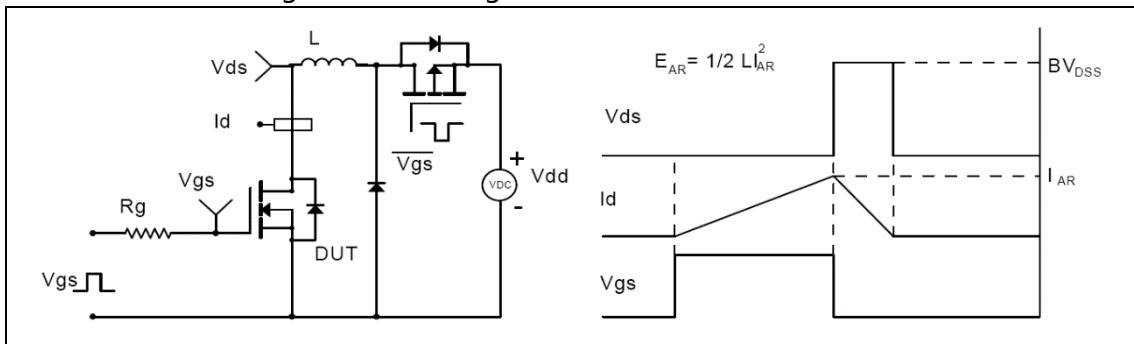 L
Vds
Id
Vgs
Rg
DUT
Vgs
Vgs
VDC
+
-
Vdd
E_AR = 1/2 LI_AR^2
BV_DSS
Vds
I_AR
Id
Vgs